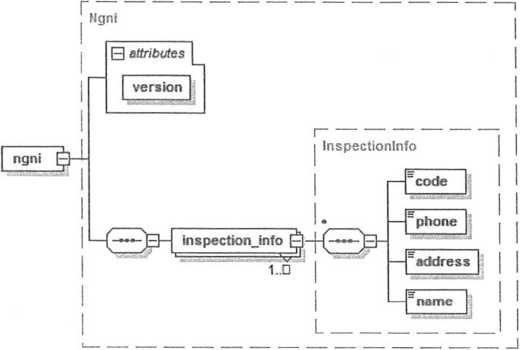 Ngni
attributes
version
ngni
InspectionInfo
code
phone
inspection_info
address
1..
name